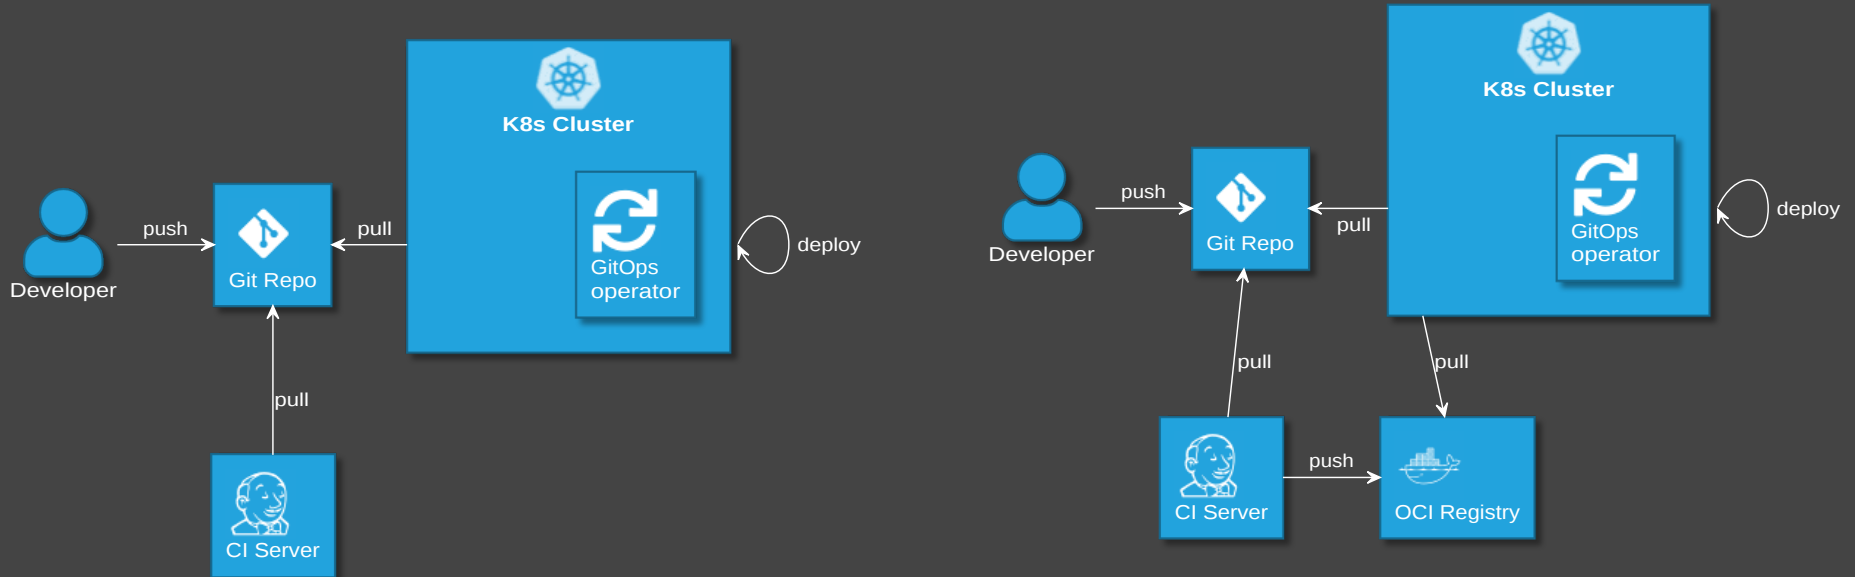 K8s Cluster
push
pull
GitOps
operator
deploy
Developer
Git Repo
pull
CI Server
K8s Cluster
push
pull
GitOps
operator
deploy
Developer
Git Repo
pull
pull
push
CI Server
OCI Registry